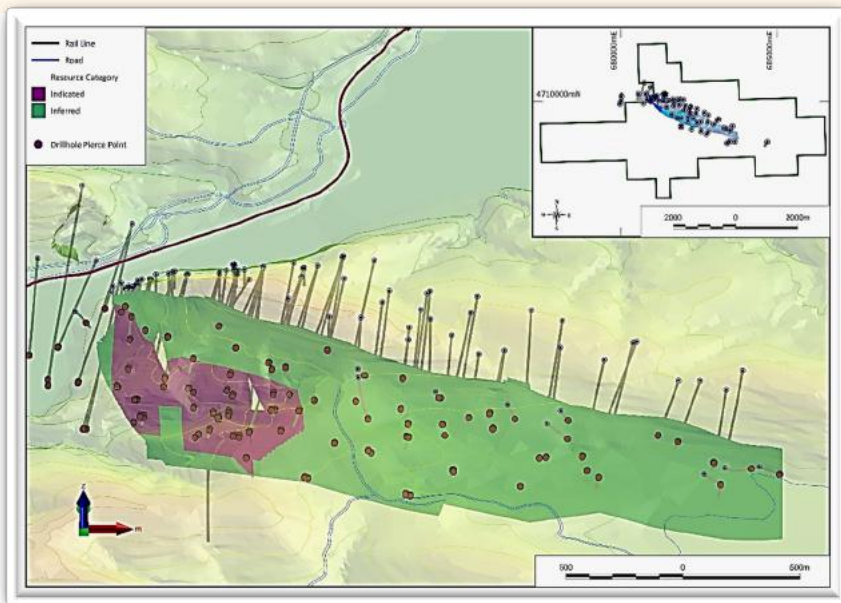 Rail Line
Road
Resource Category
Indicated
Inferred
Drillhole Pierce Point
680000mE
685000mE
4710000mN
2000 0 2000m
500 0 500m